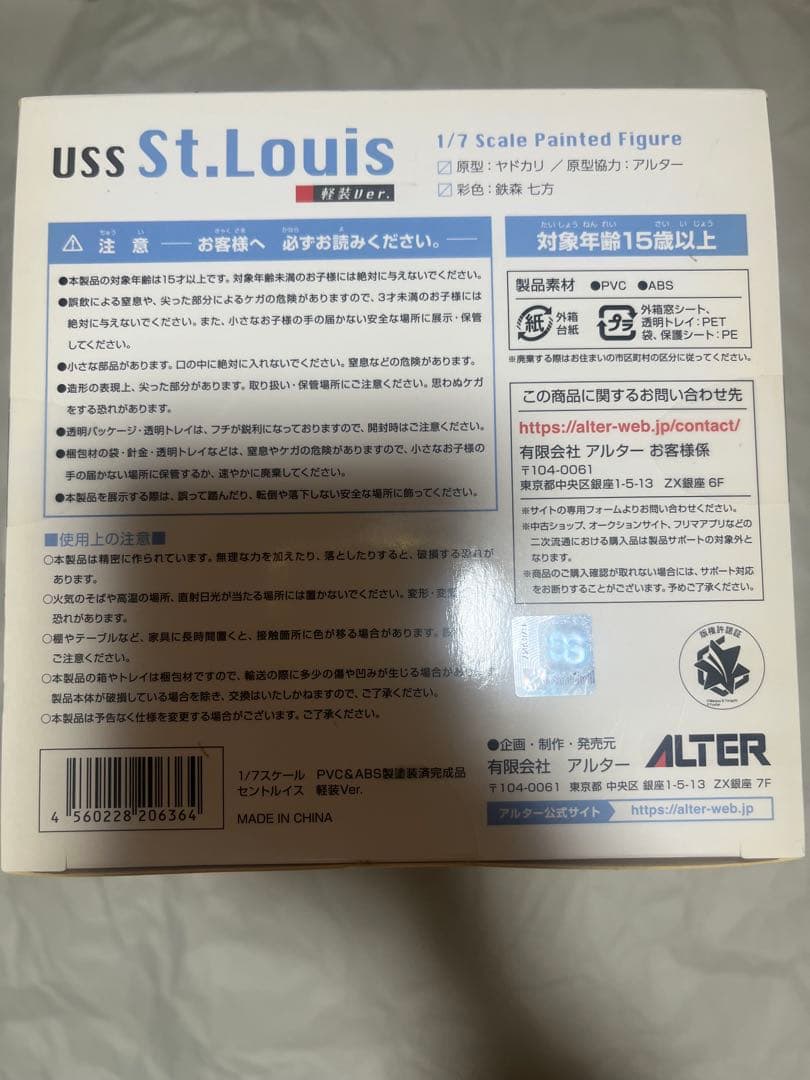 USS St.Louis
軽装Ver.
1/7 Scale Painted Figure
原型：ヤドカリ ／ 原型協力：アルター
彩色：鉄森 七方
ちゅう い きゃく さま かなら よ
注 意 ── お客様へ 必ずお読みください。──
●本製品の対象年齢は15才以上です。対象年齢未満のお子様には絶対に与えないでください。
●誤飲による窒息や、尖った部分によるケガの危険がありますので、3才未満のお子様には
絶対に与えないでください。また、小さなお子様の手の届かない安全な場所に展示・保管
してください。
●小さな部品があります。口の中に絶対に入れないでください。窒息などの危険があります。
●造形の表現上、尖った部分があります。取り扱い・保管場所にご注意ください。思わぬケガ
をする恐れがあります。
●透明パッケージ・透明トレイは、フチが鋭利になっておりますので、開封時はご注意ください。
●梱包材の袋・針金・透明トレイなどは、窒息やケガの危険がありますので、小さなお子様の
手の届かない場所に保管するか、速やかに廃棄してください。
●本製品を展示する際は、誤って踏んだり、転倒や落下しない安全な場所に飾ってください。
■使用上の注意■
○本製品は精密に作られています。無理な力を加えたり、落としたりすると、破損する恐れが
あります。
○火気のそばや高温の場所、直射日光が当たる場所には置かないでください。変形・変
恐れがあります。
○棚やテーブルなど、家具に長時間置くと、接触箇所に色が移る場合があります。
ご注意ください。
○本製品の箱やトレイは梱包材ですので、輸送の際に多少の傷や凹みが生じる場合があります。
製品本体が破損している場合を除き、交換はいたしかねますので、ご了承ください。
○本製品は予告なく仕様を変更する場合がございます。ご了承ください。
たいしょう ねん れい さい い じょう
対象年齢15歳以上
製品素材 ●PVC ●ABS
紙 外箱
台紙
プラ 外箱窓シート、
透明トレイ：PET
袋、保護シート：PE
※廃棄する際はお住まいの市区町村の区分に従ってください。
この商品に関するお問い合わせ先
https://alter-web.jp/contact/
有限会社 アルター お客様係
〒104-0061
東京都中央区銀座1-5-13 ZX銀座 6F
※サイトの専用フォームよりお問い合わせください。
※中古ショップ、オークションサイト、フリマアプリなどの
二次流通における購入品は製品サポートの対象外と
なります。
※商品のご購入確認が取れない場合には、サポート対応
をお断りすることがございます。予めご了承ください。
版権許諾証
4 560228 206364
1/7スケール PVC＆ABS製塗装済完成品
セントルイス 軽装Ver.
MADE IN CHINA
●企画・制作・発売元
有限会社 アルター
ALTER
〒104-0061 東京都 中央区 銀座1-5-13 ZX銀座 7F
アルター公式サイト
https://alter-web.jp